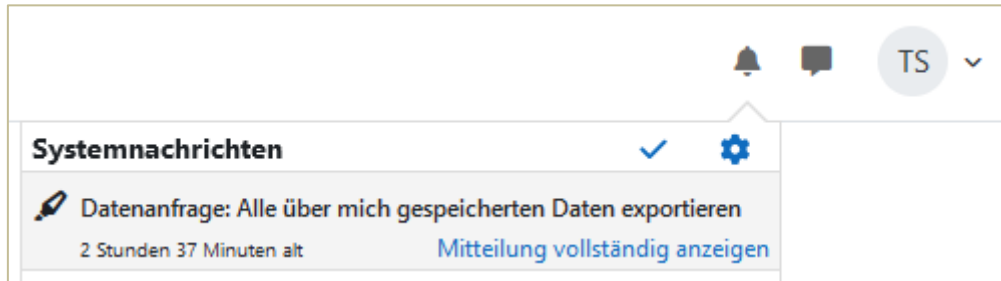 TS
Systemnachrichten
Datenanfrage: Alle über mich gespeicherten Daten exportieren
2 Stunden 37 Minuten alt Mitteilung vollständig anzeigen